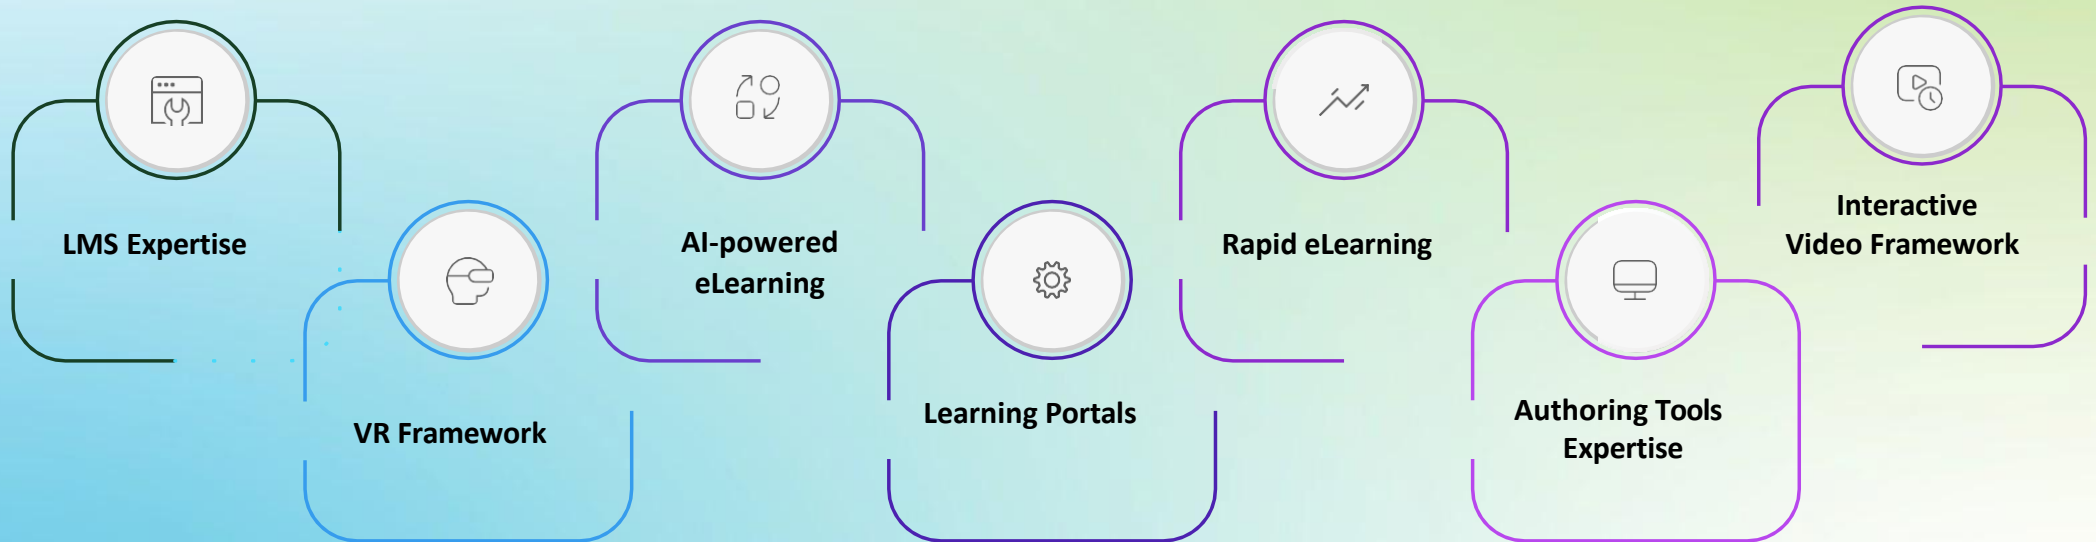 LMS Expertise
VR Framework
AI-powered
eLearning
Learning Portals
Rapid eLearning
Authoring Tools
Expertise
Interactive
Video Framework